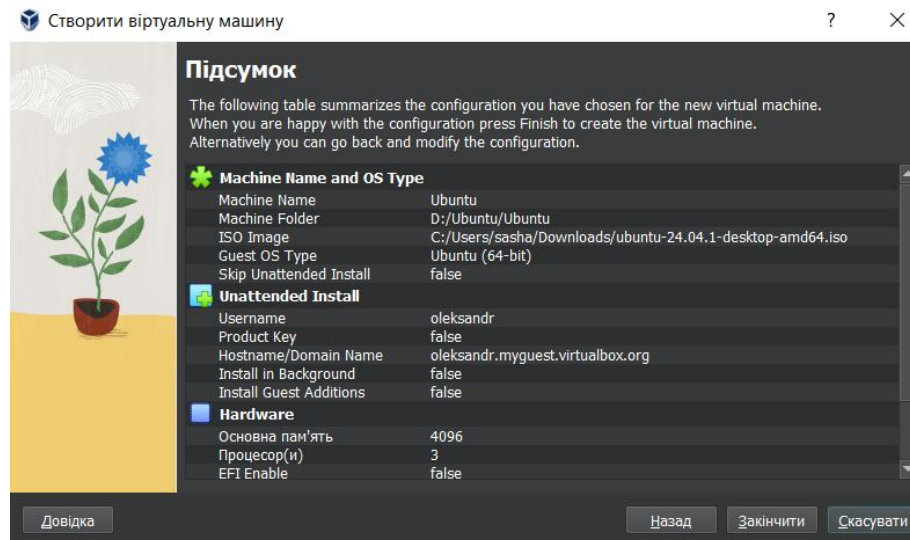 Створити віртуальну машину
?
Підсумок
The following table summarizes the configuration you have chosen for the new virtual machine.
When you are happy with the configuration press Finish to create the virtual machine.
Alternatively you can go back and modify the configuration.
Machine Name and OS Type
Machine Name Ubuntu
Machine Folder D:/Ubuntu/Ubuntu
ISO Image C:/Users/sasha/Downloads/ubuntu-24.04.1-desktop-amd64.iso
Guest OS Type Ubuntu (64-bit)
Skip Unattended Install false
Unattended Install
Username oleksandr
Product Key false
Hostname/Domain Name oleksandr.myguest.virtualbox.org
Install in Background false
Install Guest Additions false
Hardware
Основна пам'ять 4096
Процесор(и) 3
EFI Enable false
Довідка Назад Закінчити Скасувати